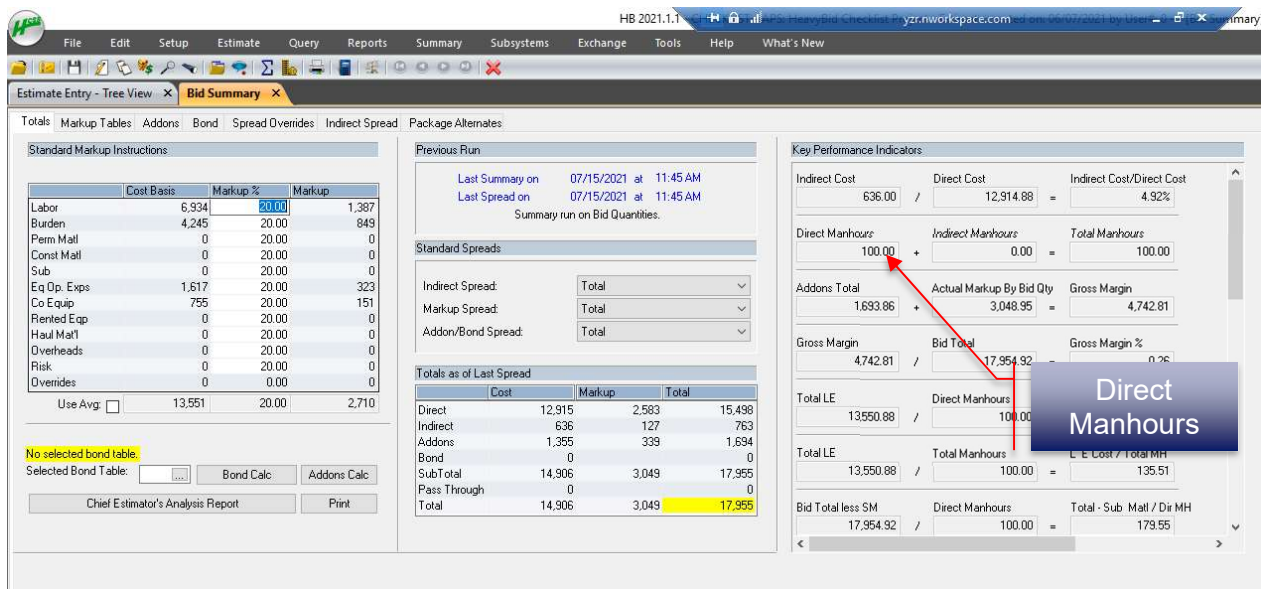 HB 2021.1.1
yzr.nworkspace.com
mmary
File Edit Setup Estimate Query Reports Summary Subsystems Exchange Tools Help What's New
Estimate Entry - Tree View X Bid Summary X
Totals Markup Tables Addons Bond Spread Overrides Indirect Spread Package Alternates
Standard Markup Instructions
Cost Basis Markup % Markup
Labor 6,934 20.00 1,387
Burden 4,245 20.00 849
Perm Matl 0 20.00 0
Const Matl 0 20.00 0
Sub 0 20.00 0
Eq Op. Exps 1,617 20.00 323
Co Equip 755 20.00 151
Rented Eqp 0 20.00 0
Haul Mat'l 0 20.00 0
Overheads 0 20.00 0
Risk 0 20.00 0
Overrides 0 0.00 0
Use Avg: 13,551 20.00 2,710
No selected bond table.
Selected Bond Table: ... Bond Calc Addons Calc
Chief Estimator's Analysis Report Print
Previous Run
Last Summary on 07/15/2021 at 11:45 AM
Last Spread on 07/15/2021 at 11:45 AM
Summary run on Bid Quantities.
Standard Spreads
Indirect Spread: Total
Markup Spread: Total
Addon/Bond Spread: Total
Totals as of Last Spread
Cost Markup Total
Direct 12,915 2,583 15,498
Indirect 636 127 763
Addons 1,355 339 1,694
Bond 0 0
SubTotal 14,906 3,049 17,955
Pass Through 0 0
Total 14,906 3,049 17,955
Key Performance Indicators
Indirect Cost Direct Cost Indirect Cost/Direct Cost
636.00 / 12,914.88 = 4.92%
Direct Manhours Indirect Manhours Total Manhours
100.00 + 0.00 = 100.00
Addons Total Actual Markup By Bid Qty Gross Margin
1,693.86 + 3,048.95 = 4,742.81
Gross Margin Bid Total Gross Margin %
4,742.81 / 17,954.92 = 0.26
Total LE Direct Manhours
13,550.88 / 100.00
Direct
Manhours
Total LE Total Manhours L E Cost / Total MH
13,550.88 / 100.00 = 135.51
Bid Total less SM Direct Manhours Total - Sub Matl / Dir MH
17,954.92 / 100.00 = 179.55